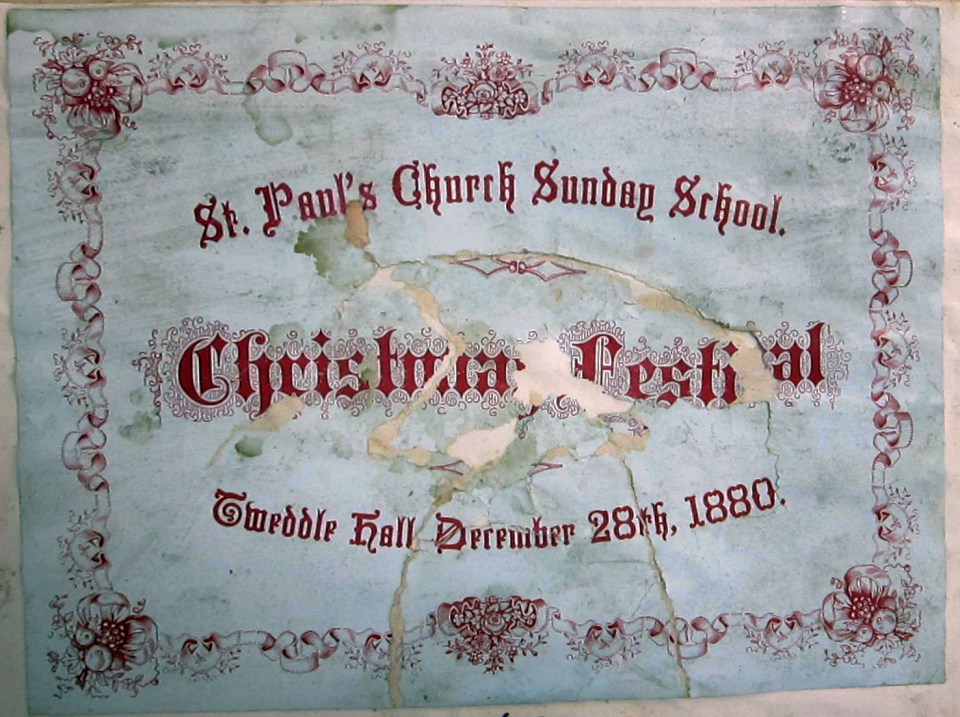 St. Paul's Church Sunday School.
Christmas Festival
Tweddle Hall December 28th, 1880.